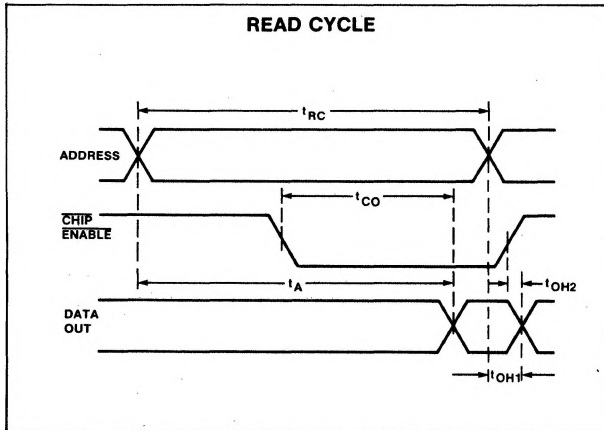 READ CYCLE
tRC
ADDRESS
tCO
CHIP
ENABLE
tA
tOH2
DATA
OUT
tOH1